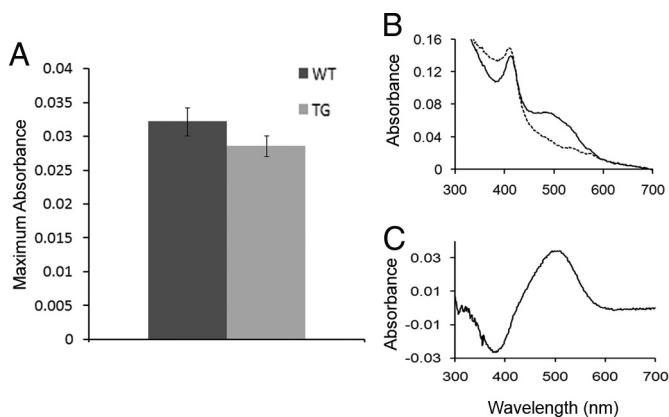 A
Maximum Absorbance
0.04
0.035
0.03
0.025
0.02
0.015
0.01
0.005
0
WT
TG
B
Absorbance
0.16
0.12
0.08
0.04
0
300 400 500 600 700
C
Absorbance
0.03
0.01
-0.01
-0.03
300 400 500 600 700
Wavelength (nm)